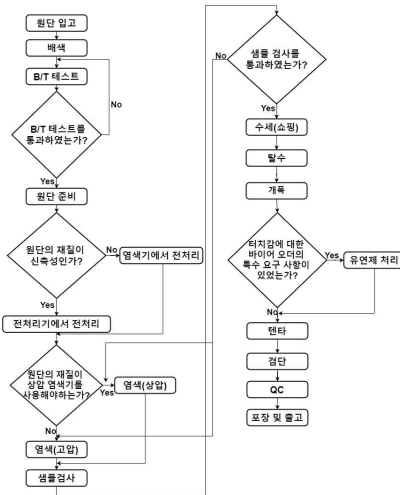 원단 입고
배색
B/T 테스트
No
B/T 테스트를
통과하였는가?
Yes
원단 준비
원단의 재질이
신축성인가?
No
염색기에서 전처리
Yes
전처리기에서 전처리
원단의 재질이
상압 염색기를
사용해야하는가?
Yes
염색(상압)
No
염색(고압)
샘플검사
샘플 검사를
통과하였는가?
No
Yes
수세(쇼핑)
탈수
개폭
터치감에 대한
바이어 오더의
특수 요구 사항이
있었는가?
Yes
유연제 처리
No
텐타
검단
QC
포장 및 출고